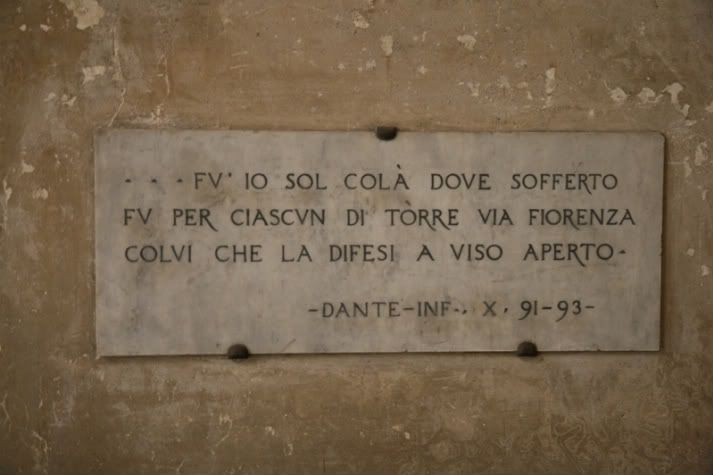 · · · FV' IO SOL COLÀ DOVE SOFFERTO
FV PER CIASCVN DI TÒRRE VIA FIORENZA
COLVI CHE LA DIFESI A VISO APERTO·
-DANTE-INF·, X, 91-93-